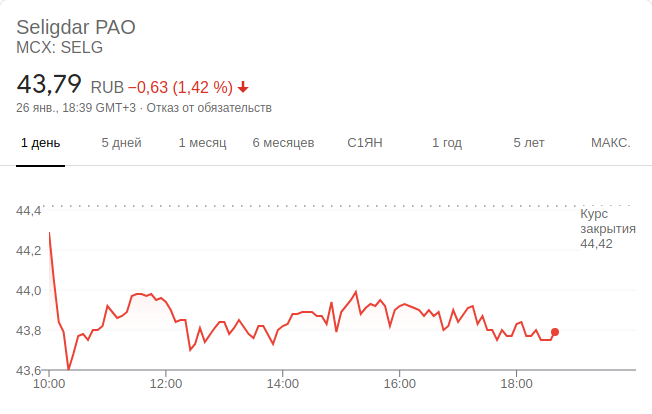 Seligdar PAO
MCX: SELG
43,79 RUB −0,63 (1,42 %)
26 янв., 18:39 GMT+3 · Отказ от обязательств
1 день 5 дней 1 месяц 6 месяцев С1ЯН 1 год 5 лет МАКС.
44,4
44,2
44,0
43,8
43,6
Курс
закрытия
44,42
10:00 12:00 14:00 16:00 18:00